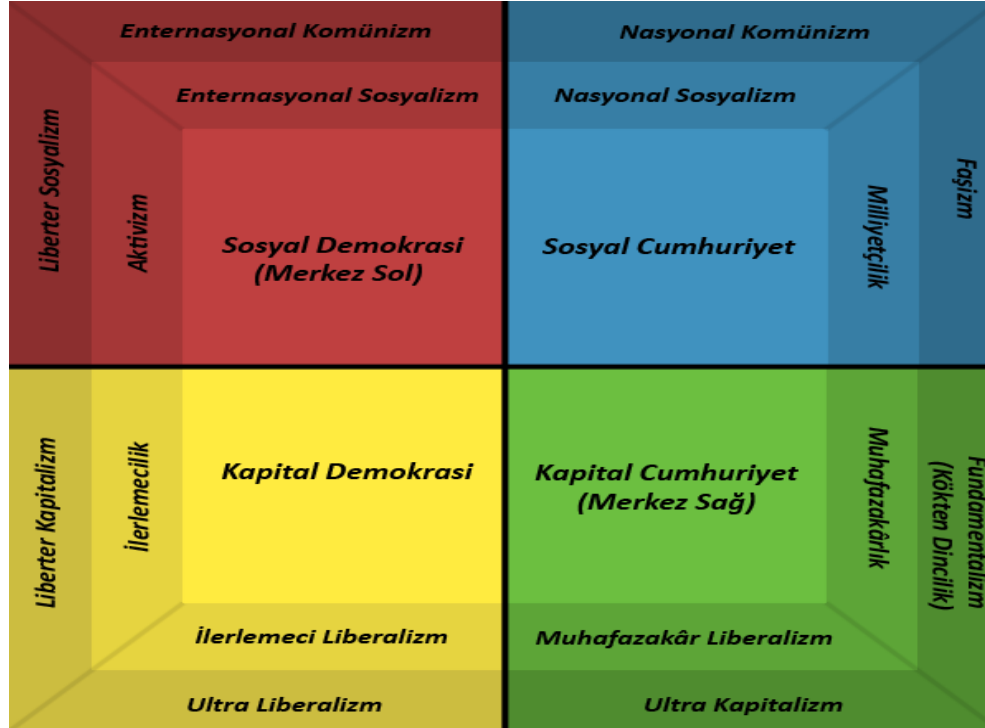 Enternasyonal Komünizm
Enternasyonal Sosyalizm
Liberter Sosyalizm
Aktivizm
Sosyal Demokrasi
(Merkez Sol)
Nasyonal Komünizm
Nasyonal Sosyalizm
Sosyal Cumhuriyet
Milliyetçilik
Faşizm
Liberter Kapitalizm
İlerlemecilik
Kapital Demokrasi
İlerlemeci Liberalizm
Ultra Liberalizm
Kapital Cumhuriyet
(Merkez Sağ)
Muhafazakârlık
Fundamentalizm
(Kökten Dincilik)
Muhafazakâr Liberalizm
Ultra Kapitalizm